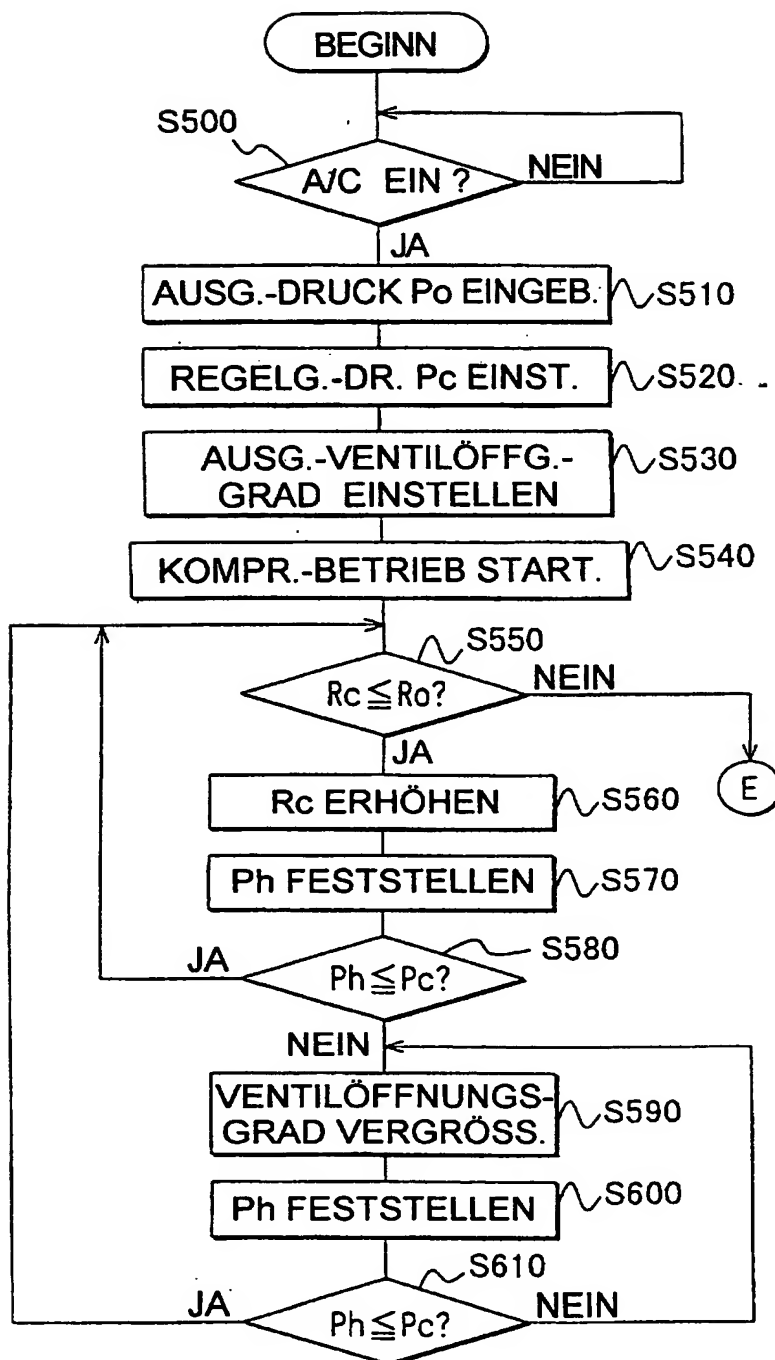 BEGINN
S500
A/C EIN ?
NEIN
JA
AUSG.-DRUCK Po EINGEB.
S510
REGELG.-DR. Pc EINST.
S520
AUSG.-VENTILÖFFG.-
GRAD EINSTELLEN
S530
KOMPR.-BETRIEB START.
S540
S550
Rc≦Ro?
NEIN
JA
E
Rc ERHÖHEN
S560
Ph FESTSTELLEN
S570
S580
JA
Ph≦Pc?
NEIN
VENTILÖFFNUNGS-
GRAD VERGRÖSS.
S590
Ph FESTSTELLEN
S600
S610
JA
Ph≦Pc?
NEIN